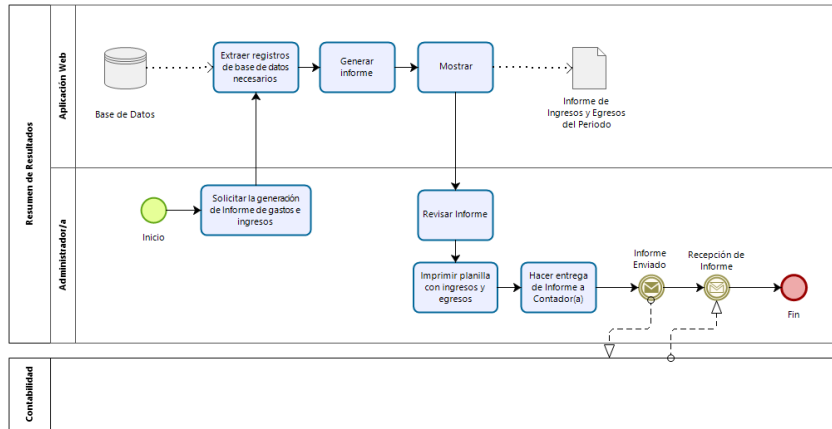 Resumen de Resultados
Aplicación Web
Base de Datos
Extraer registros
de base de datos
necesarios
Generar
informe
Mostrar
Informe de
Ingresos y Egresos
del Periodo
Administrador/a
Inicio
Solicitar la generación
de Informe de gastos e
ingresos
Revisar Informe
Imprimir planilla
con ingresos y
egresos
Hacer entrega
de Informe a
Contador(a)
Informe
Enviado
Recepción de
Informe
Fin
Contabilidad